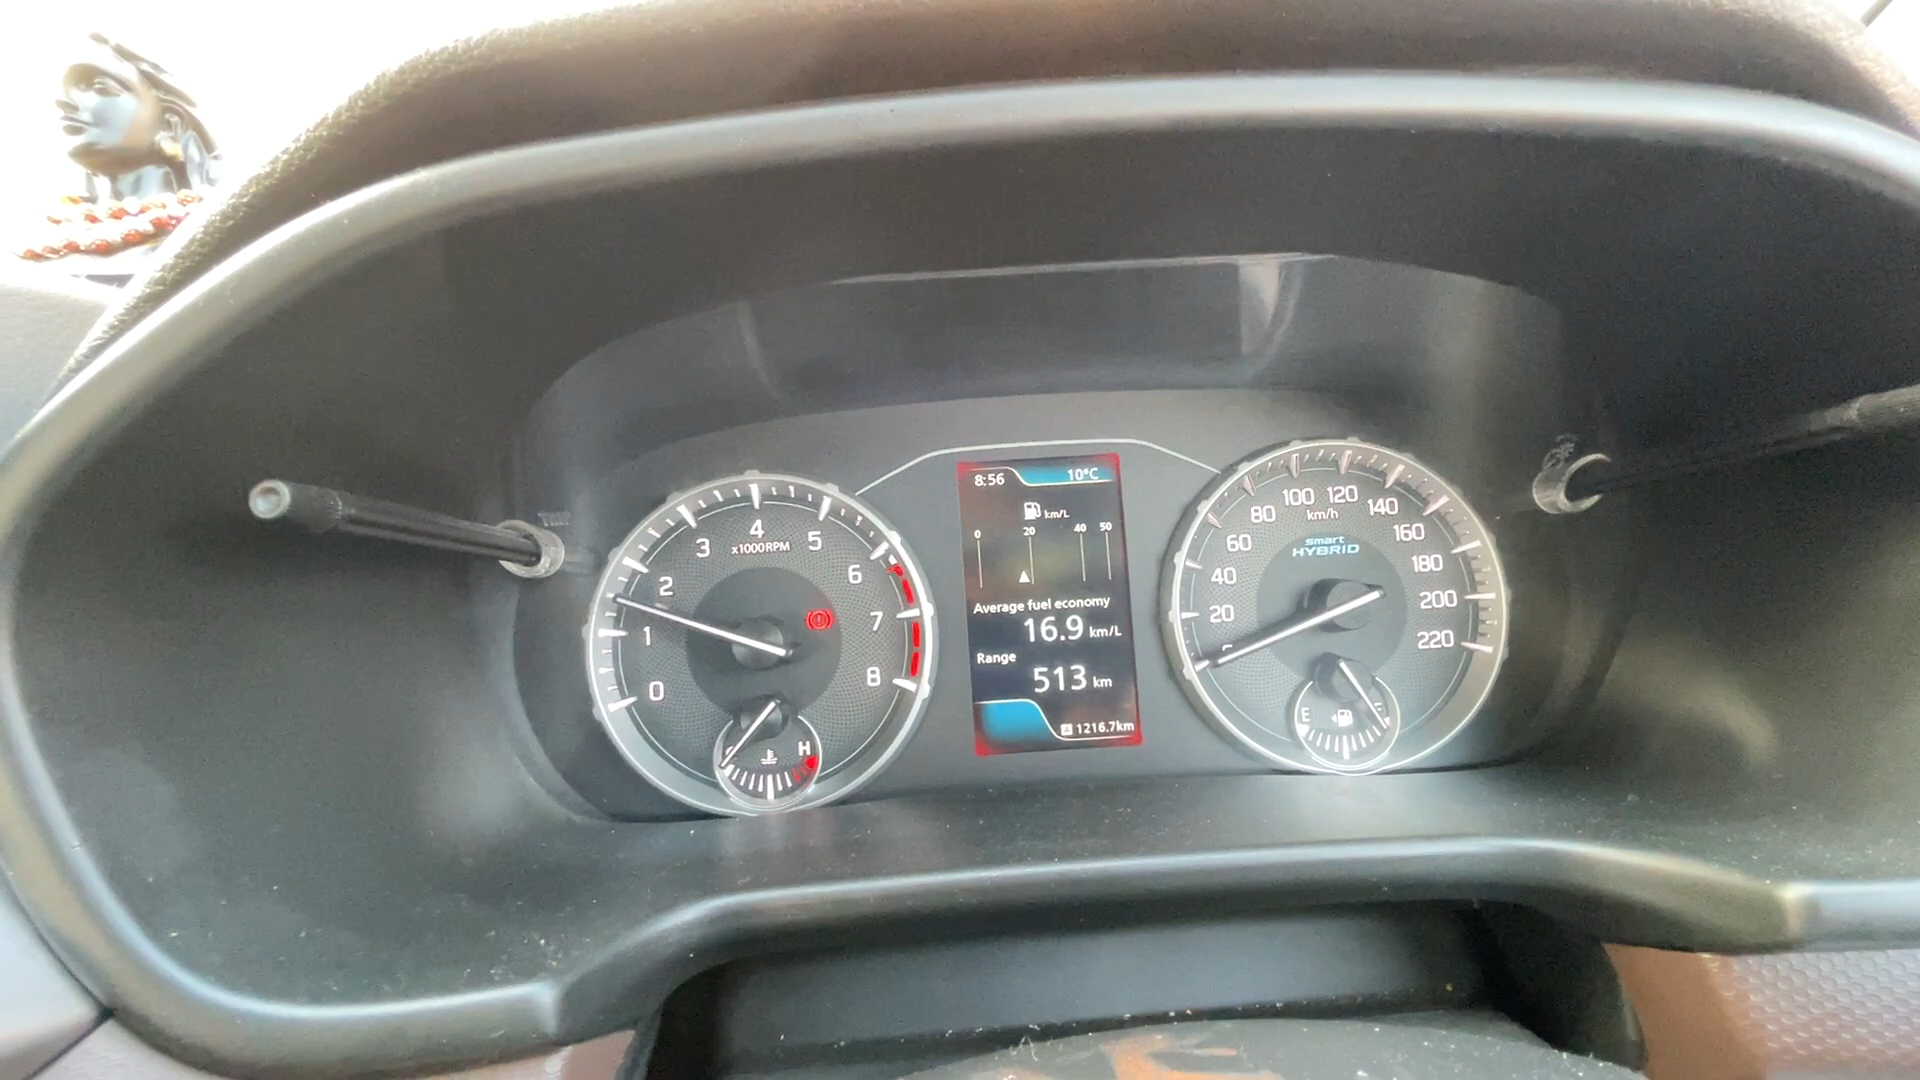 8:56 10°C
km/L
0 20 40 50
Average fuel economy
16.9 km/L
Range
513 km
A 1216.7km
0 1 2 3 4 5 6 7 8
x1000RPM
H
20 40 60 80 100 120 140 160 180 200 220
km/h
smart
HYBRID
E F